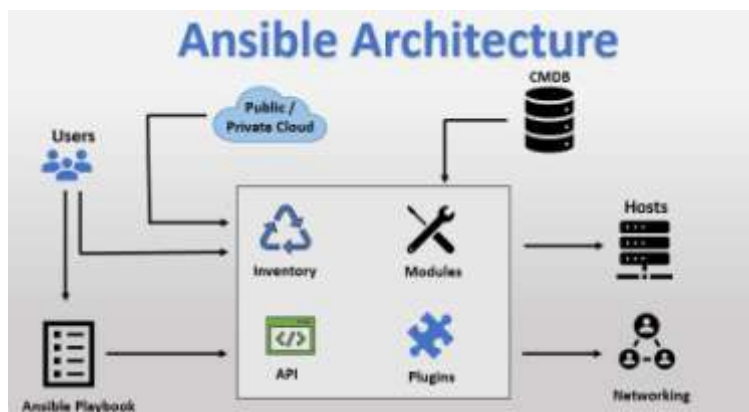 Ansible Architecture
CMDB
Public /
Private Cloud
Users
Hosts
Inventory
Modules
</>
API
Plugins
Ansible Playbook
Networking